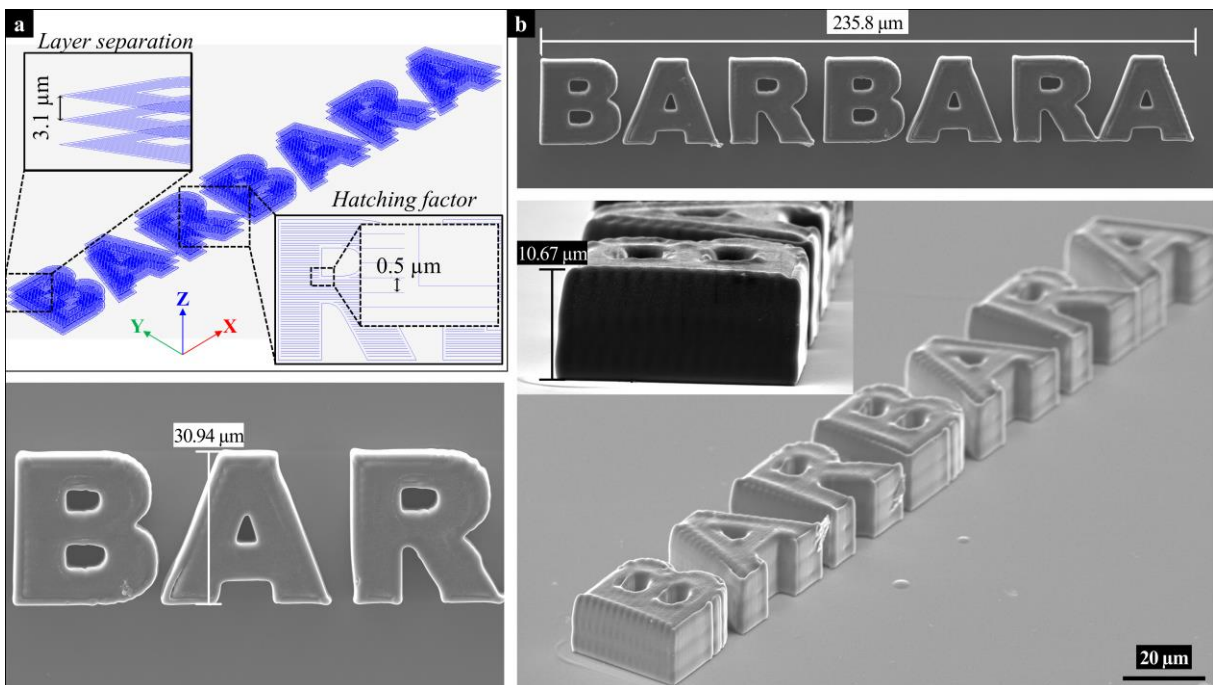 a
Layer separation
3.1 µm
Hatching factor
0.5 µm
Z
Y
X
30.94 µm
BAR
b
235.8 µm
BARBARA
10.67 µm
BARBARA
20 µm